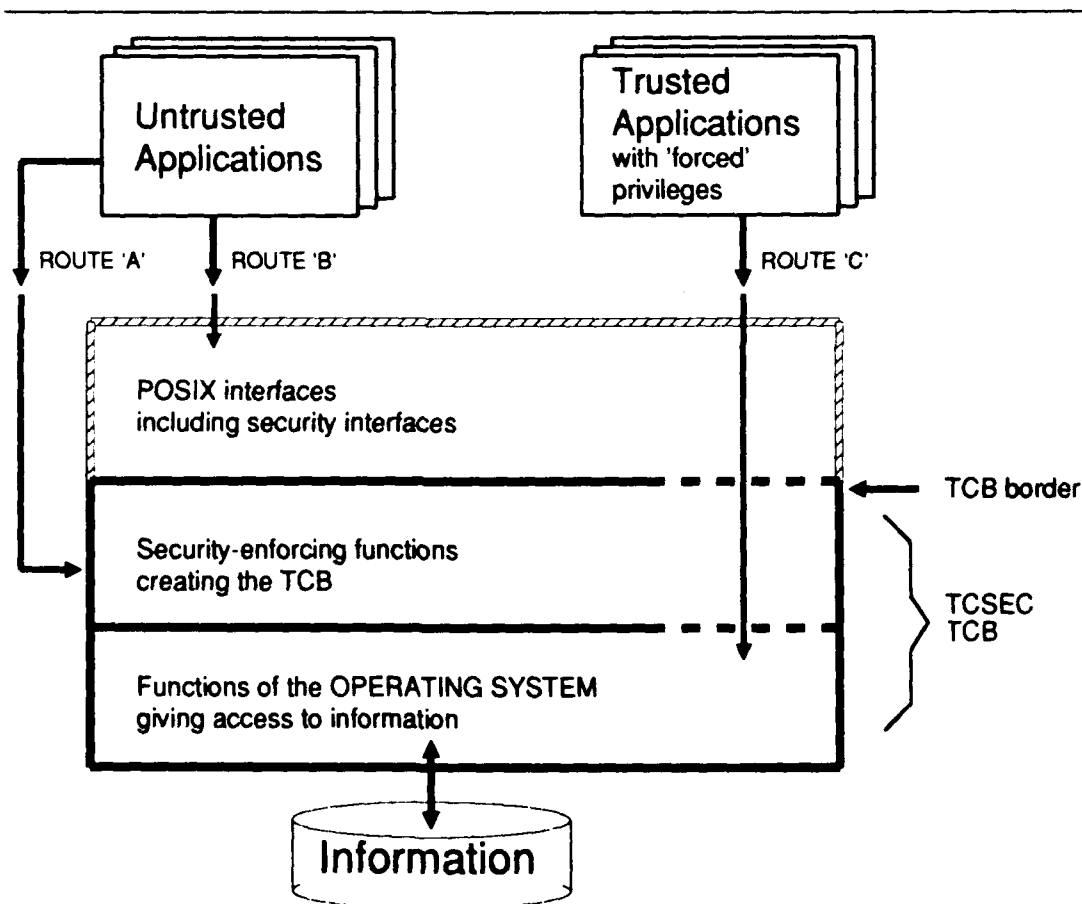 Untrusted
Applications
Trusted
Applications
with 'forced'
privileges
ROUTE 'A'
ROUTE 'B'
ROUTE 'C'
POSIX interfaces
including security interfaces
TCB border
Security-enforcing functions
creating the TCB
TCSEC
TCB
Functions of the OPERATING SYSTEM
giving access to information
Information